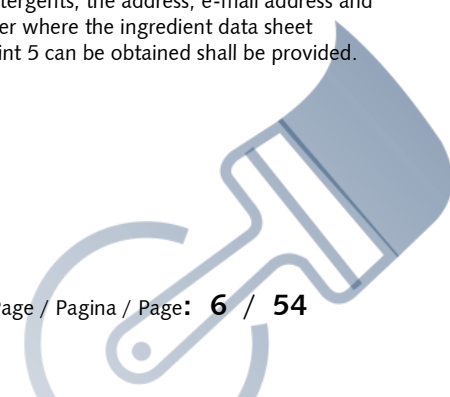 tergents, the address, e-mail address and
er where the ingredient data sheet
int 5 can be obtained shall be provided.
Page / Pagina / Page: 6 / 54